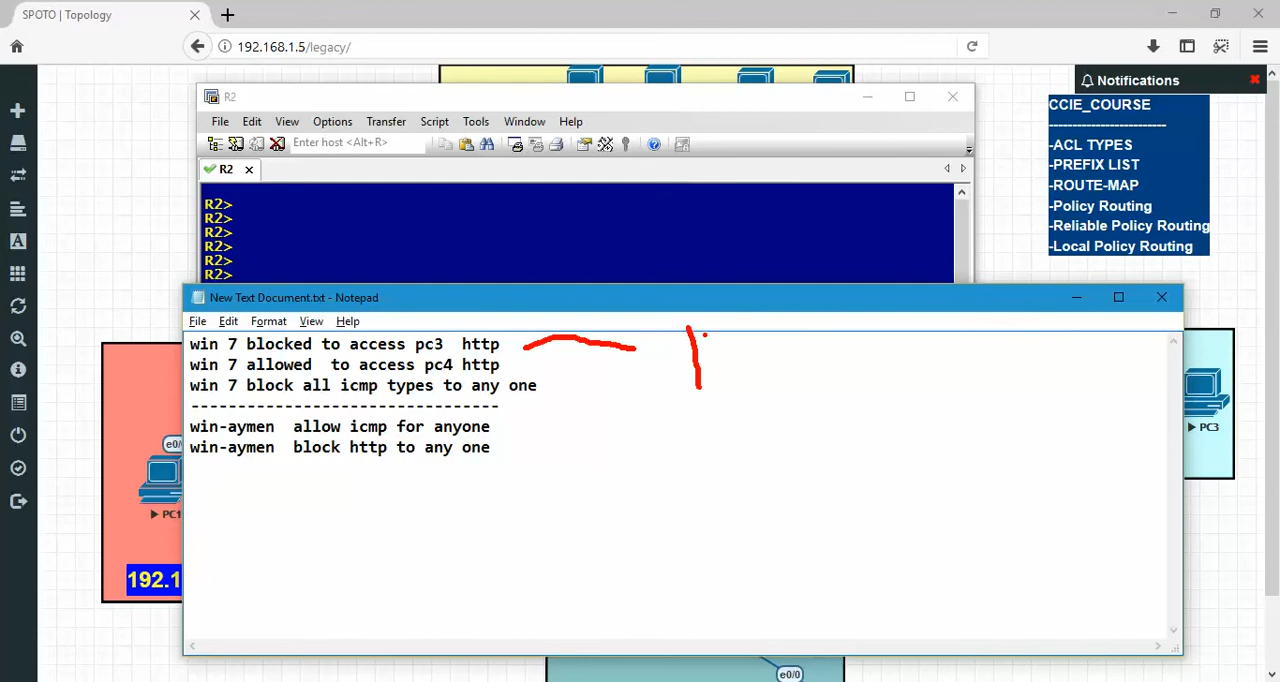 SPOTO | Topology
192.168.1.5/legacy/
Notifications
CCIE_COURSE
-----------------------
-ACL TYPES
-PREFIX LIST
-ROUTE-MAP
-Policy Routing
-Reliable Policy Routing
-Local Policy Routing
R2
File Edit View Options Transfer Script Tools Window Help
Enter host <Alt+R>
R2
R2>
R2>
R2>
R2>
R2>
R2>
New Text Document.txt - Notepad
File Edit Format View Help
win 7 blocked to access pc3  http
win 7 allowed  to access pc4 http
win 7 block all icmp types to any one
---------------------------------
win-aymen  allow icmp for anyone
win-aymen  block http to any one
PC3
PC1
192.1
e0/0